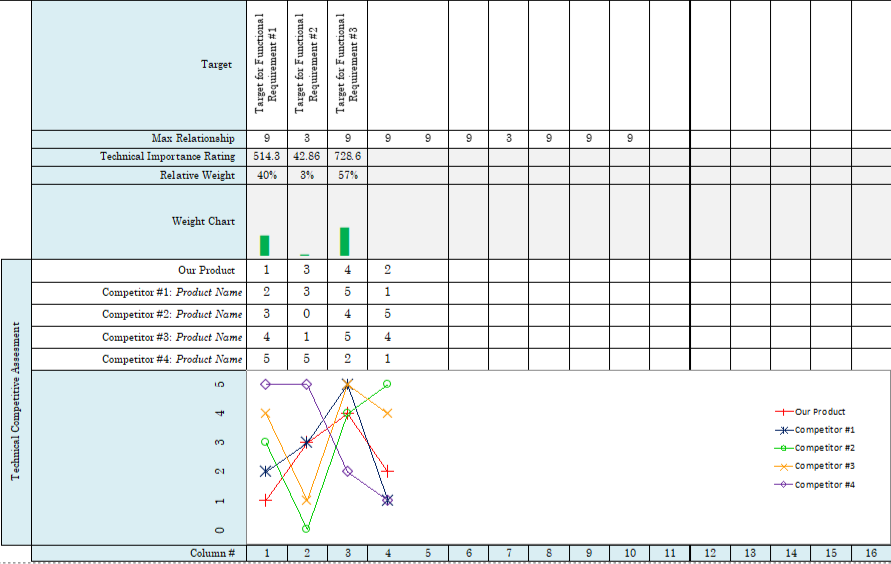 Target
Target for Functional
Requirement #1
Target for Functional
Requirement #2
Target for Functional
Requirement #3
Max Relationship 9 3 9 9 9 9 3 9 9 9
Technical Importance Rating 514.3 42.86 728.6
Relative Weight 40% 3% 57%
Weight Chart
Technical Competitive Assesment
Our Product 1 3 4 2
Competitor #1: Product Name 2 3 5 1
Competitor #2: Product Name 3 0 4 5
Competitor #3: Product Name 4 1 5 4
Competitor #4: Product Name 5 5 2 1
5
4
3
2
1
0
Our Product
Competitor #1
Competitor #2
Competitor #3
Competitor #4
Column # 1 2 3 4 5 6 7 8 9 10 11 12 13 14 15 16